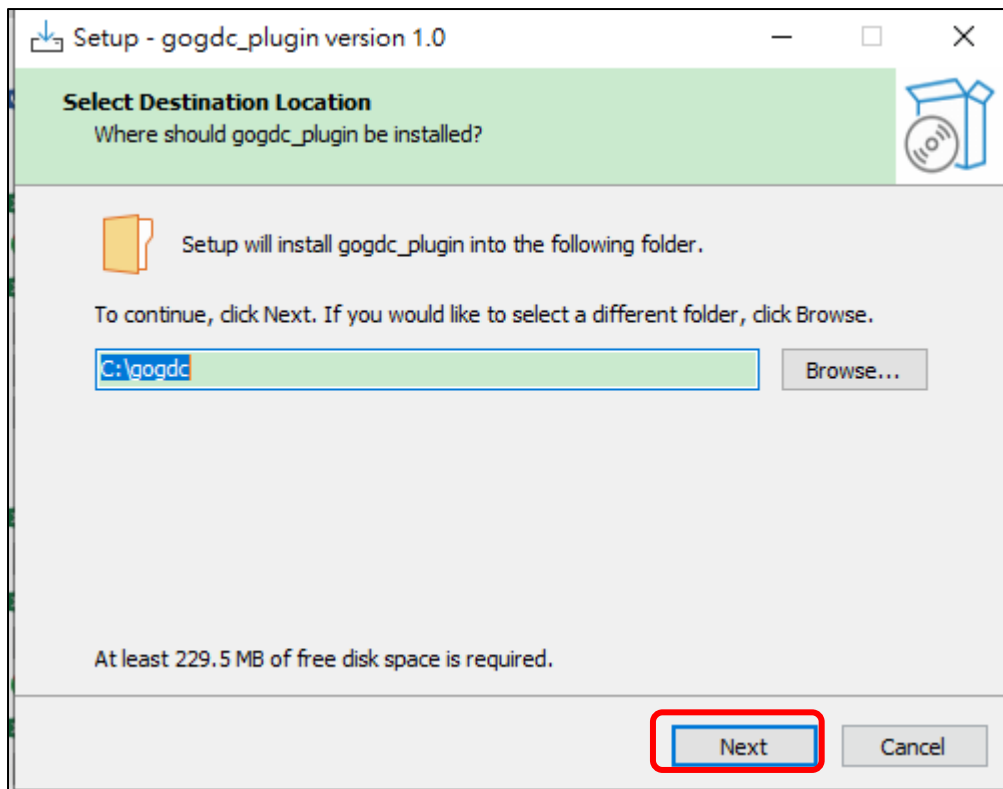 Setup - gogdc_plugin version 1.0
Select Destination Location
Where should gogdc_plugin be installed?
Setup will install gogdc_plugin into the following folder.
To continue, click Next. If you would like to select a different folder, click Browse.
C:\gogdc
Browse...
At least 229.5 MB of free disk space is required.
Next
Cancel